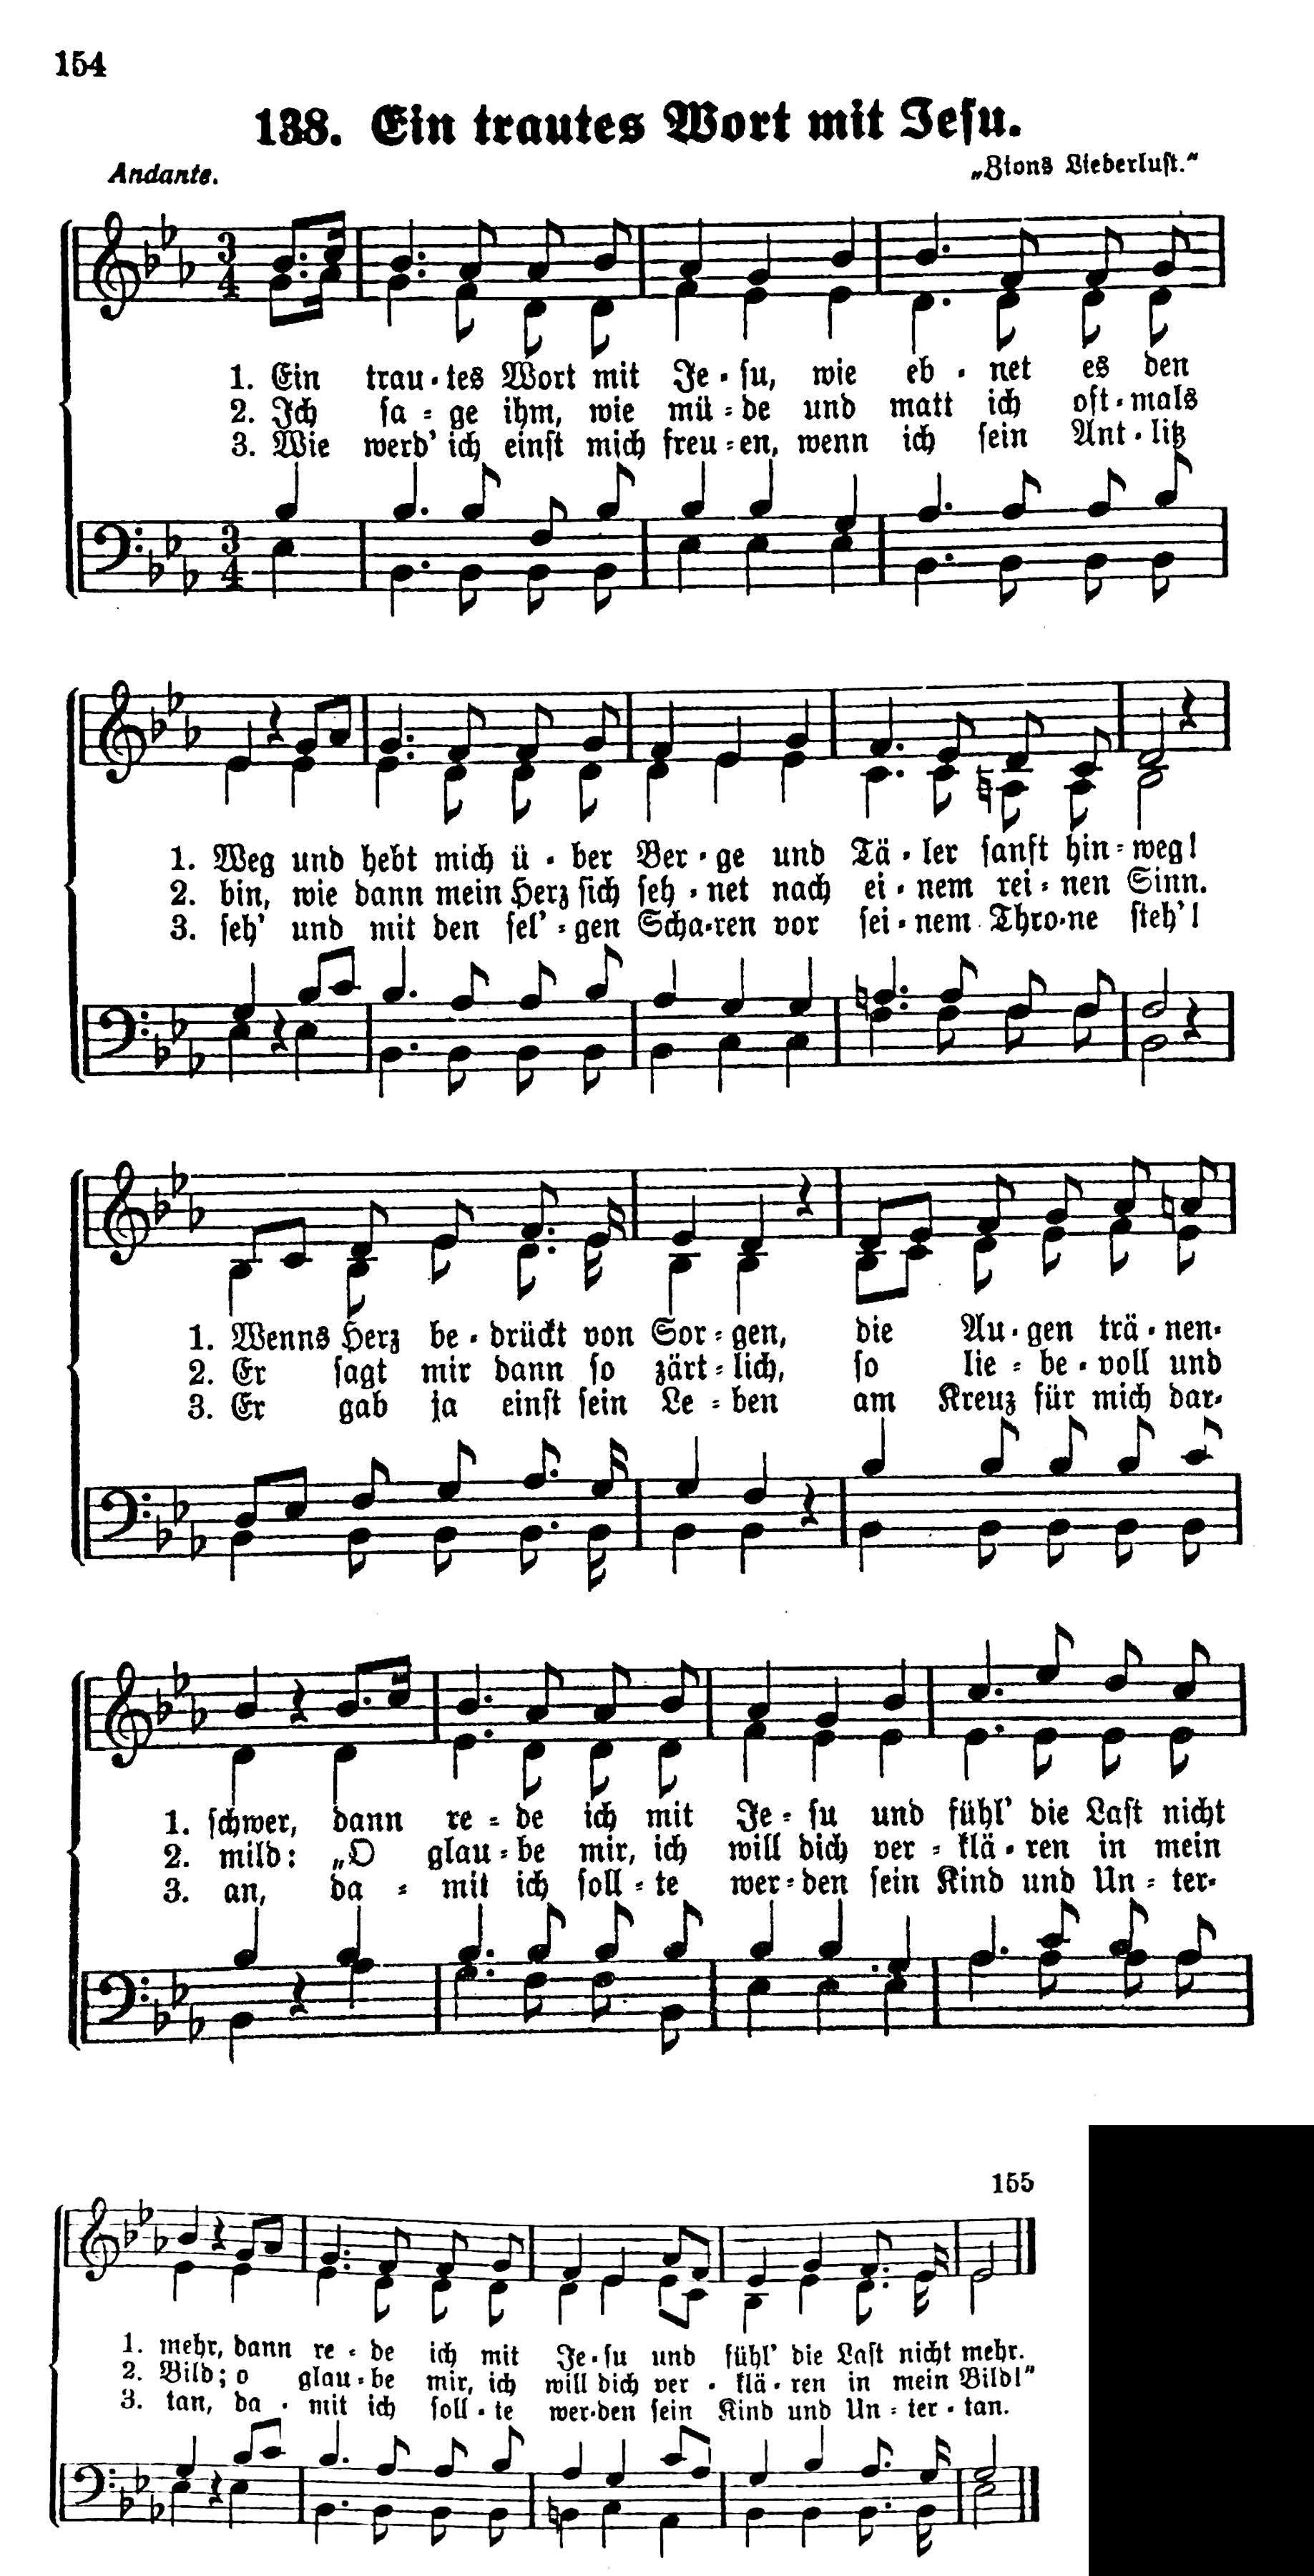 154
138. Ein trautes Wort mit Jesu.
Andante.
„Zions Liederlust.“
1. Ein trau-tes Wort mit Je-su, wie eb-net es den
2. Ich sa-ge ihm, wie mü-de und matt ich oft-mals
3. Wie werd' ich einst mich freu-en, wenn ich sein Ant-litz
1. Weg und hebt mich ü-ber Ber-ge und Tä-ler sanft hin-weg!
2. bin, wie dann mein Herz sich seh-net nach ei-nem rei-nen Sinn.
3. seh' und mit den sel'-gen Scha-ren vor sei-nem Thro-ne steh'!
1. Wenns Herz be-drückt von Sor-gen, die Au-gen trä-nen-
2. Er sagt mir dann so zärt-lich, so lie-be-voll und
3. Er gab ja einst sein Le-ben am Kreuz für mich dar-
1. schwer, dann re-de ich mit Je-su und fühl' die Last nicht
2. mild: „O glau-be mir, ich will dich ver-klä-ren in mein
3. an, da-mit ich soll-te wer-den sein Kind und Un-ter-
155
1. mehr, dann re-de ich mit Je-su und fühl' die Last nicht mehr.
2. Bild; o glau-be mir, ich will dich ver-klä-ren in mein Bild!“
3. tan, da-mit ich soll-te wer-den sein Kind und Un-ter-tan.